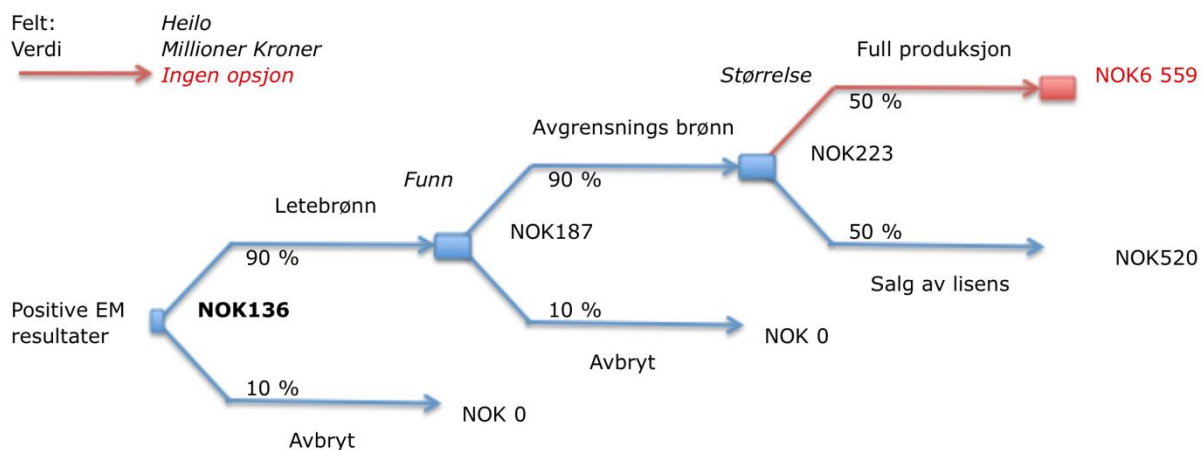 Felt: Heilo
Verdi Millioner Kroner
Ingen opsjon
Full produksjon
Størrelse
NOK6 559
50 %
Avgrensnings brønn
NOK223
Funn
90 %
Letebrønn
NOK187
50 %
90 %
NOK520
Salg av lisens
Positive EM
resultater
NOK136
10 %
NOK 0
Avbryt
10 %
NOK 0
Avbryt